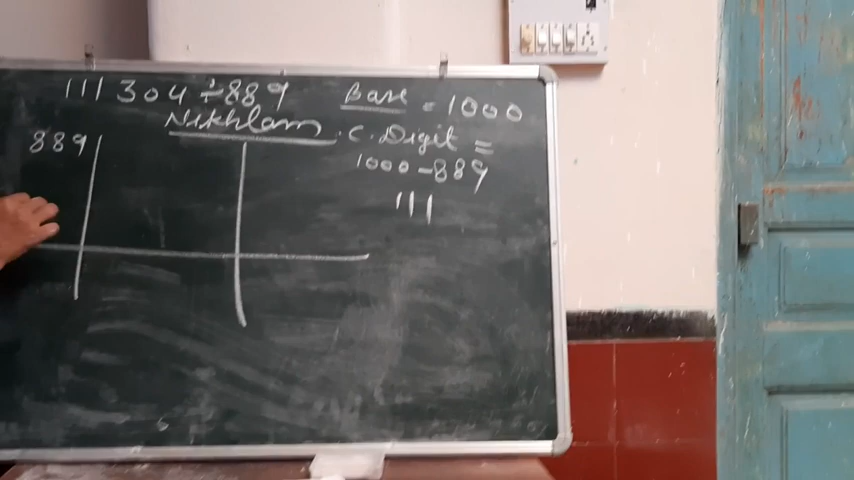 111304 ÷ 889
Base = 1000
Nikhlam
C. Digit =
889
1000 - 889
111